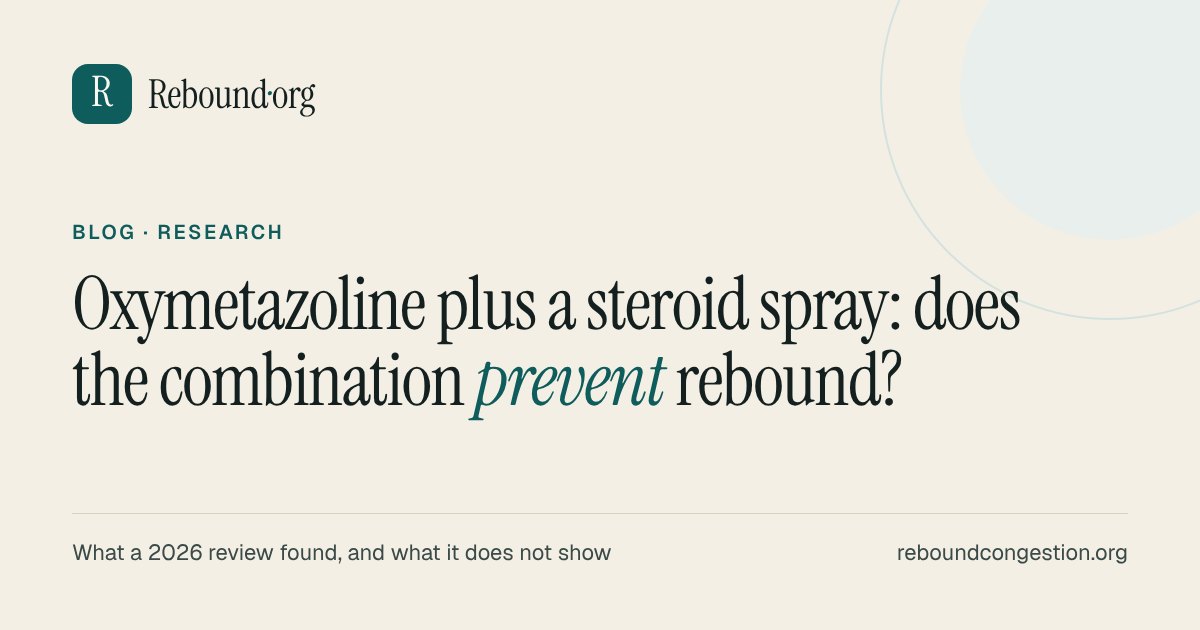 R
Rebound·org
BLOG · RESEARCH
Oxymetazoline plus a steroid spray: does
the combination prevent rebound?
What a 2026 review found, and what it does not show
reboundcongestion.org